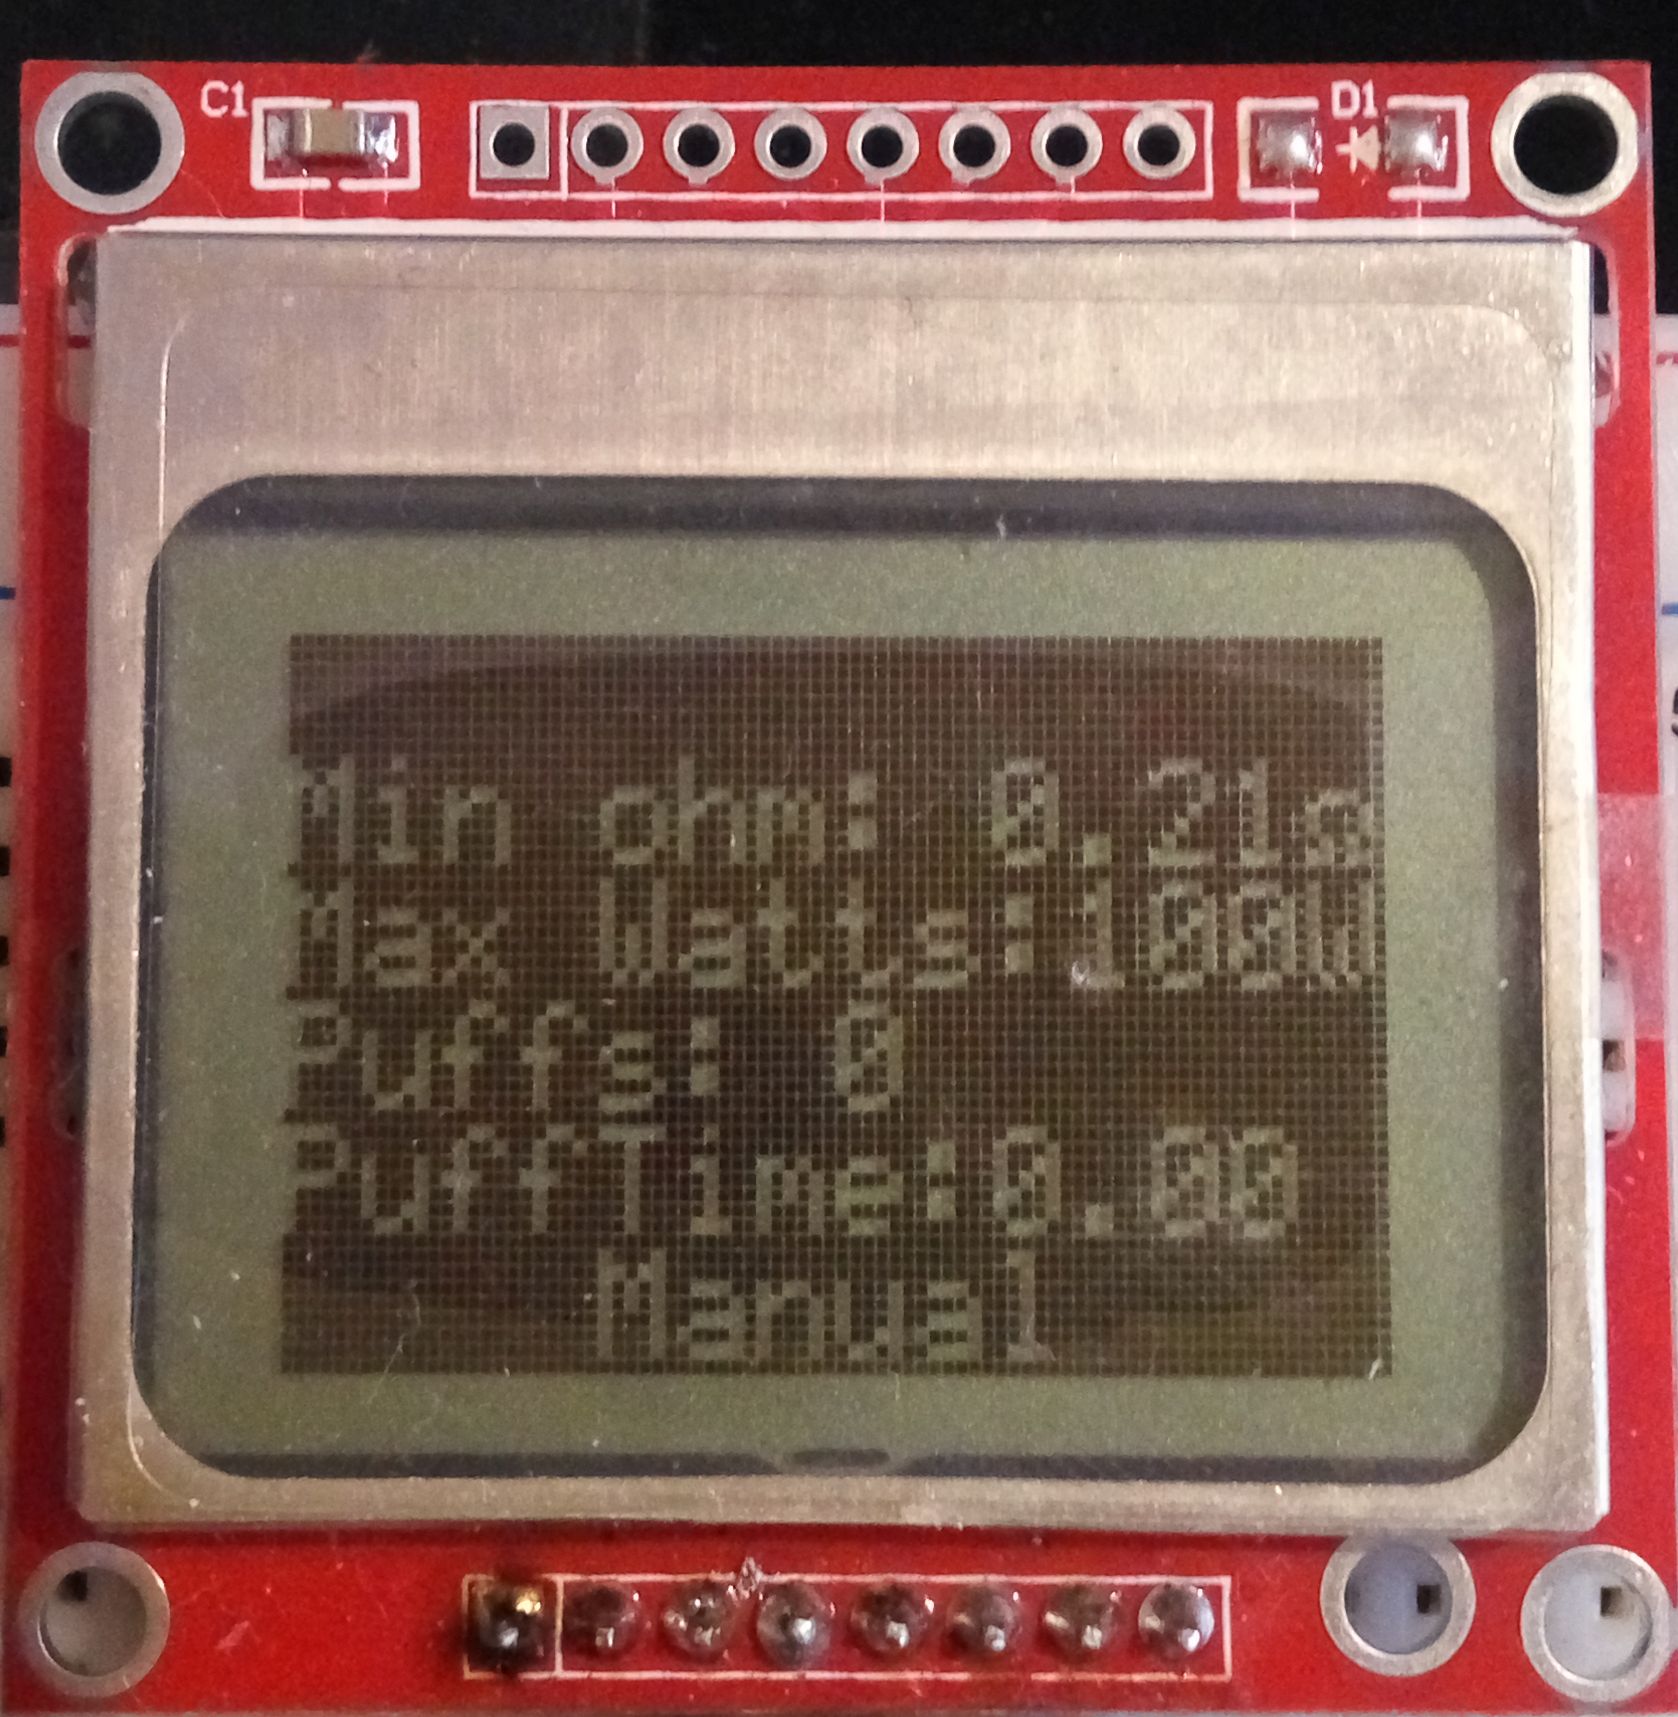 C1
D1
Min ohm: 0.21Ω
Max Watts:100W
Puffs: 0
PuffTime:0.00
Manual